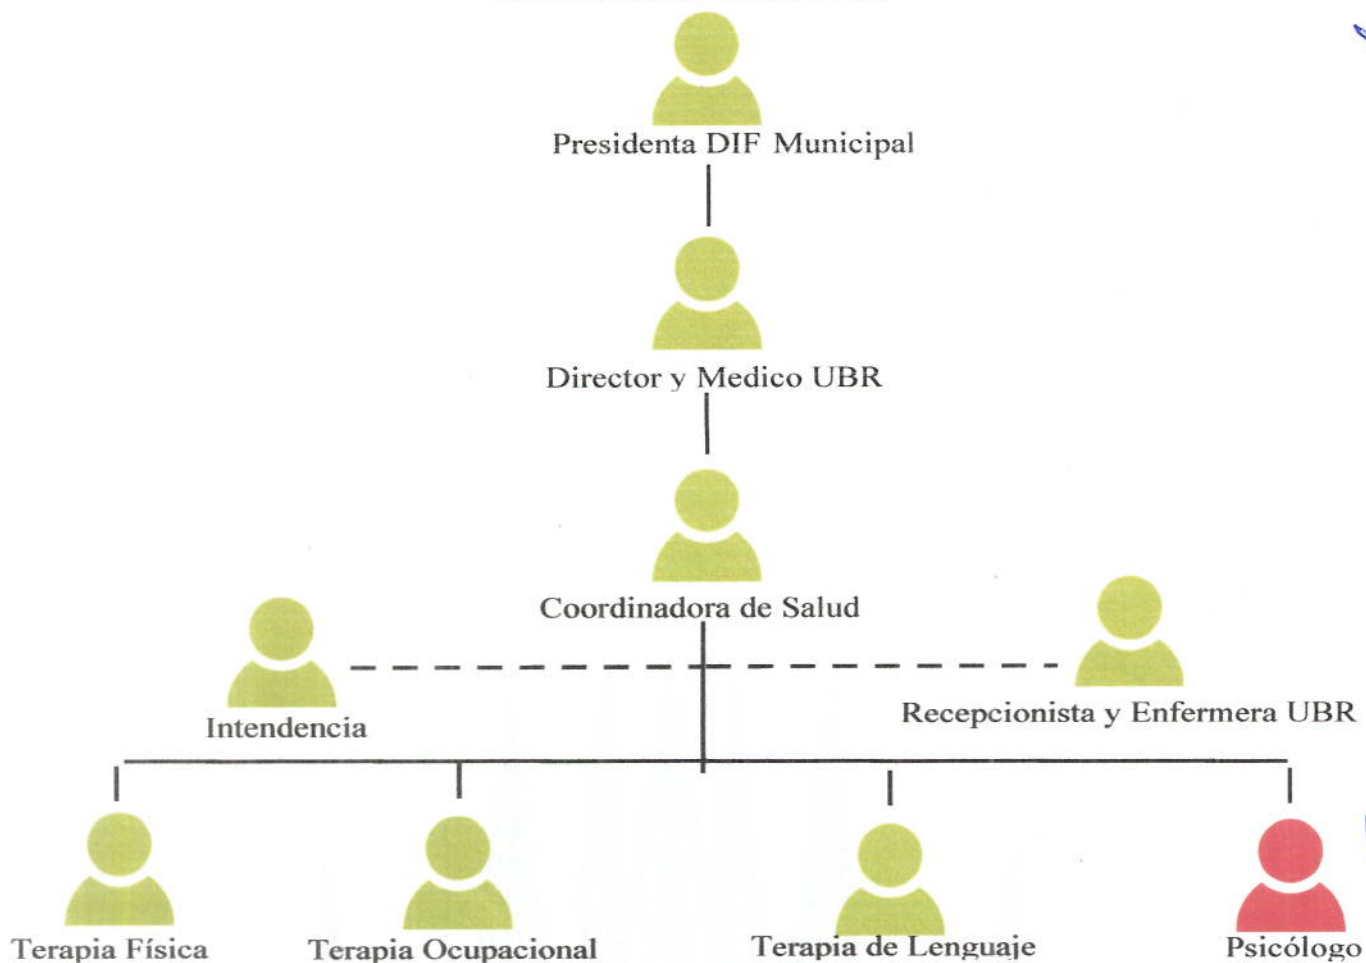 Presidenta DIF Municipal
Director y Medico UBR
Coordinadora de Salud
Intendencia
Recepcionista y Enfermera UBR
Terapia Física
Terapia Ocupacional
Terapia de Lenguaje
Psicólogo